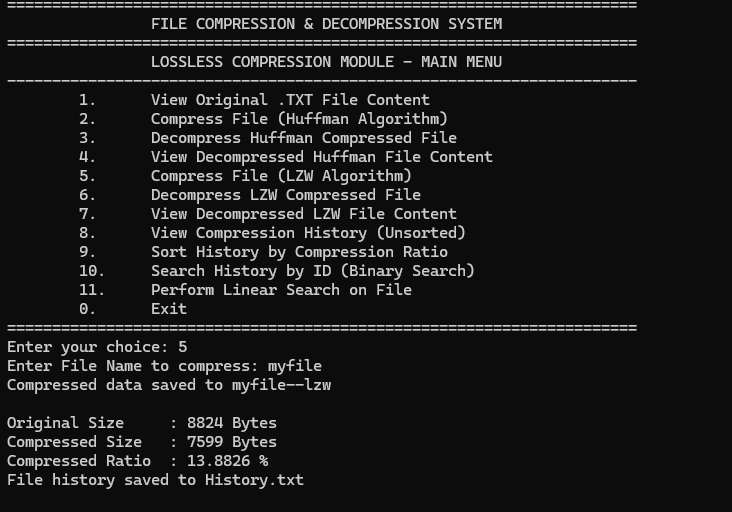 ======================================================================
FILE COMPRESSION & DECOMPRESSION SYSTEM
======================================================================
LOSSLESS COMPRESSION MODULE - MAIN MENU
----------------------------------------------------------------------
1. View Original .TXT File Content
2. Compress File (Huffman Algorithm)
3. Decompress Huffman Compressed File
4. View Decompressed Huffman File Content
5. Compress File (LZW Algorithm)
6. Decompress LZW Compressed File
7. View Decompressed LZW File Content
8. View Compression History (Unsorted)
9. Sort History by Compression Ratio
10. Search History by ID (Binary Search)
11. Perform Linear Search on File
0. Exit
======================================================================
Enter your choice: 5
Enter File Name to compress: myfile
Compressed data saved to myfile--lzw
Original Size : 8824 Bytes
Compressed Size : 7599 Bytes
Compressed Ratio : 13.8826 %
File history saved to History.txt